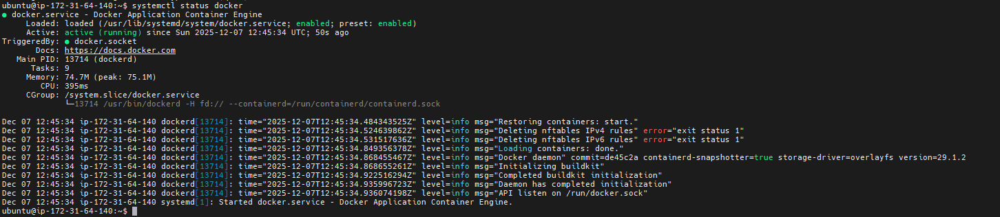 ubuntu@ip-172-31-64-140:~$ systemctl status docker
● docker.service - Docker Application Container Engine
     Loaded: loaded (/usr/lib/systemd/system/docker.service; enabled; preset: enabled)
     Active: active (running) since Sun 2025-12-07 12:45:34 UTC; 50s ago
TriggeredBy: ● docker.socket
       Docs: https://docs.docker.com
   Main PID: 13714 (dockerd)
      Tasks: 9
     Memory: 74.7M (peak: 75.1M)
        CPU: 395ms
     CGroup: /system.slice/docker.service
             └─13714 /usr/bin/dockerd -H fd:// --containerd=/run/containerd/containerd.sock

Dec 07 12:45:34 ip-172-31-64-140 dockerd[13714]: time="2025-12-07T12:45:34.484343525Z" level=info msg="Restoring containers: start."
Dec 07 12:45:34 ip-172-31-64-140 dockerd[13714]: time="2025-12-07T12:45:34.524639862Z" level=info msg="Deleting nftables IPv4 rules" error="exit status 1"
Dec 07 12:45:34 ip-172-31-64-140 dockerd[13714]: time="2025-12-07T12:45:34.531517636Z" level=info msg="Deleting nftables IPv6 rules" error="exit status 1"
Dec 07 12:45:34 ip-172-31-64-140 dockerd[13714]: time="2025-12-07T12:45:34.849356378Z" level=info msg="Loading containers: done."
Dec 07 12:45:34 ip-172-31-64-140 dockerd[13714]: time="2025-12-07T12:45:34.868455467Z" level=info msg="Docker daemon" commit=de45c2a containerd-snapshotter=true storage-driver=overlayfs version=29.1.2
Dec 07 12:45:34 ip-172-31-64-140 dockerd[13714]: time="2025-12-07T12:45:34.868655261Z" level=info msg="Initializing buildkit"
Dec 07 12:45:34 ip-172-31-64-140 dockerd[13714]: time="2025-12-07T12:45:34.922516294Z" level=info msg="Completed buildkit initialization"
Dec 07 12:45:34 ip-172-31-64-140 dockerd[13714]: time="2025-12-07T12:45:34.935996723Z" level=info msg="Daemon has completed initialization"
Dec 07 12:45:34 ip-172-31-64-140 dockerd[13714]: time="2025-12-07T12:45:34.936074198Z" level=info msg="API listen on /run/docker.sock"
Dec 07 12:45:34 ip-172-31-64-140 systemd[1]: Started docker.service - Docker Application Container Engine.
ubuntu@ip-172-31-64-140:~$